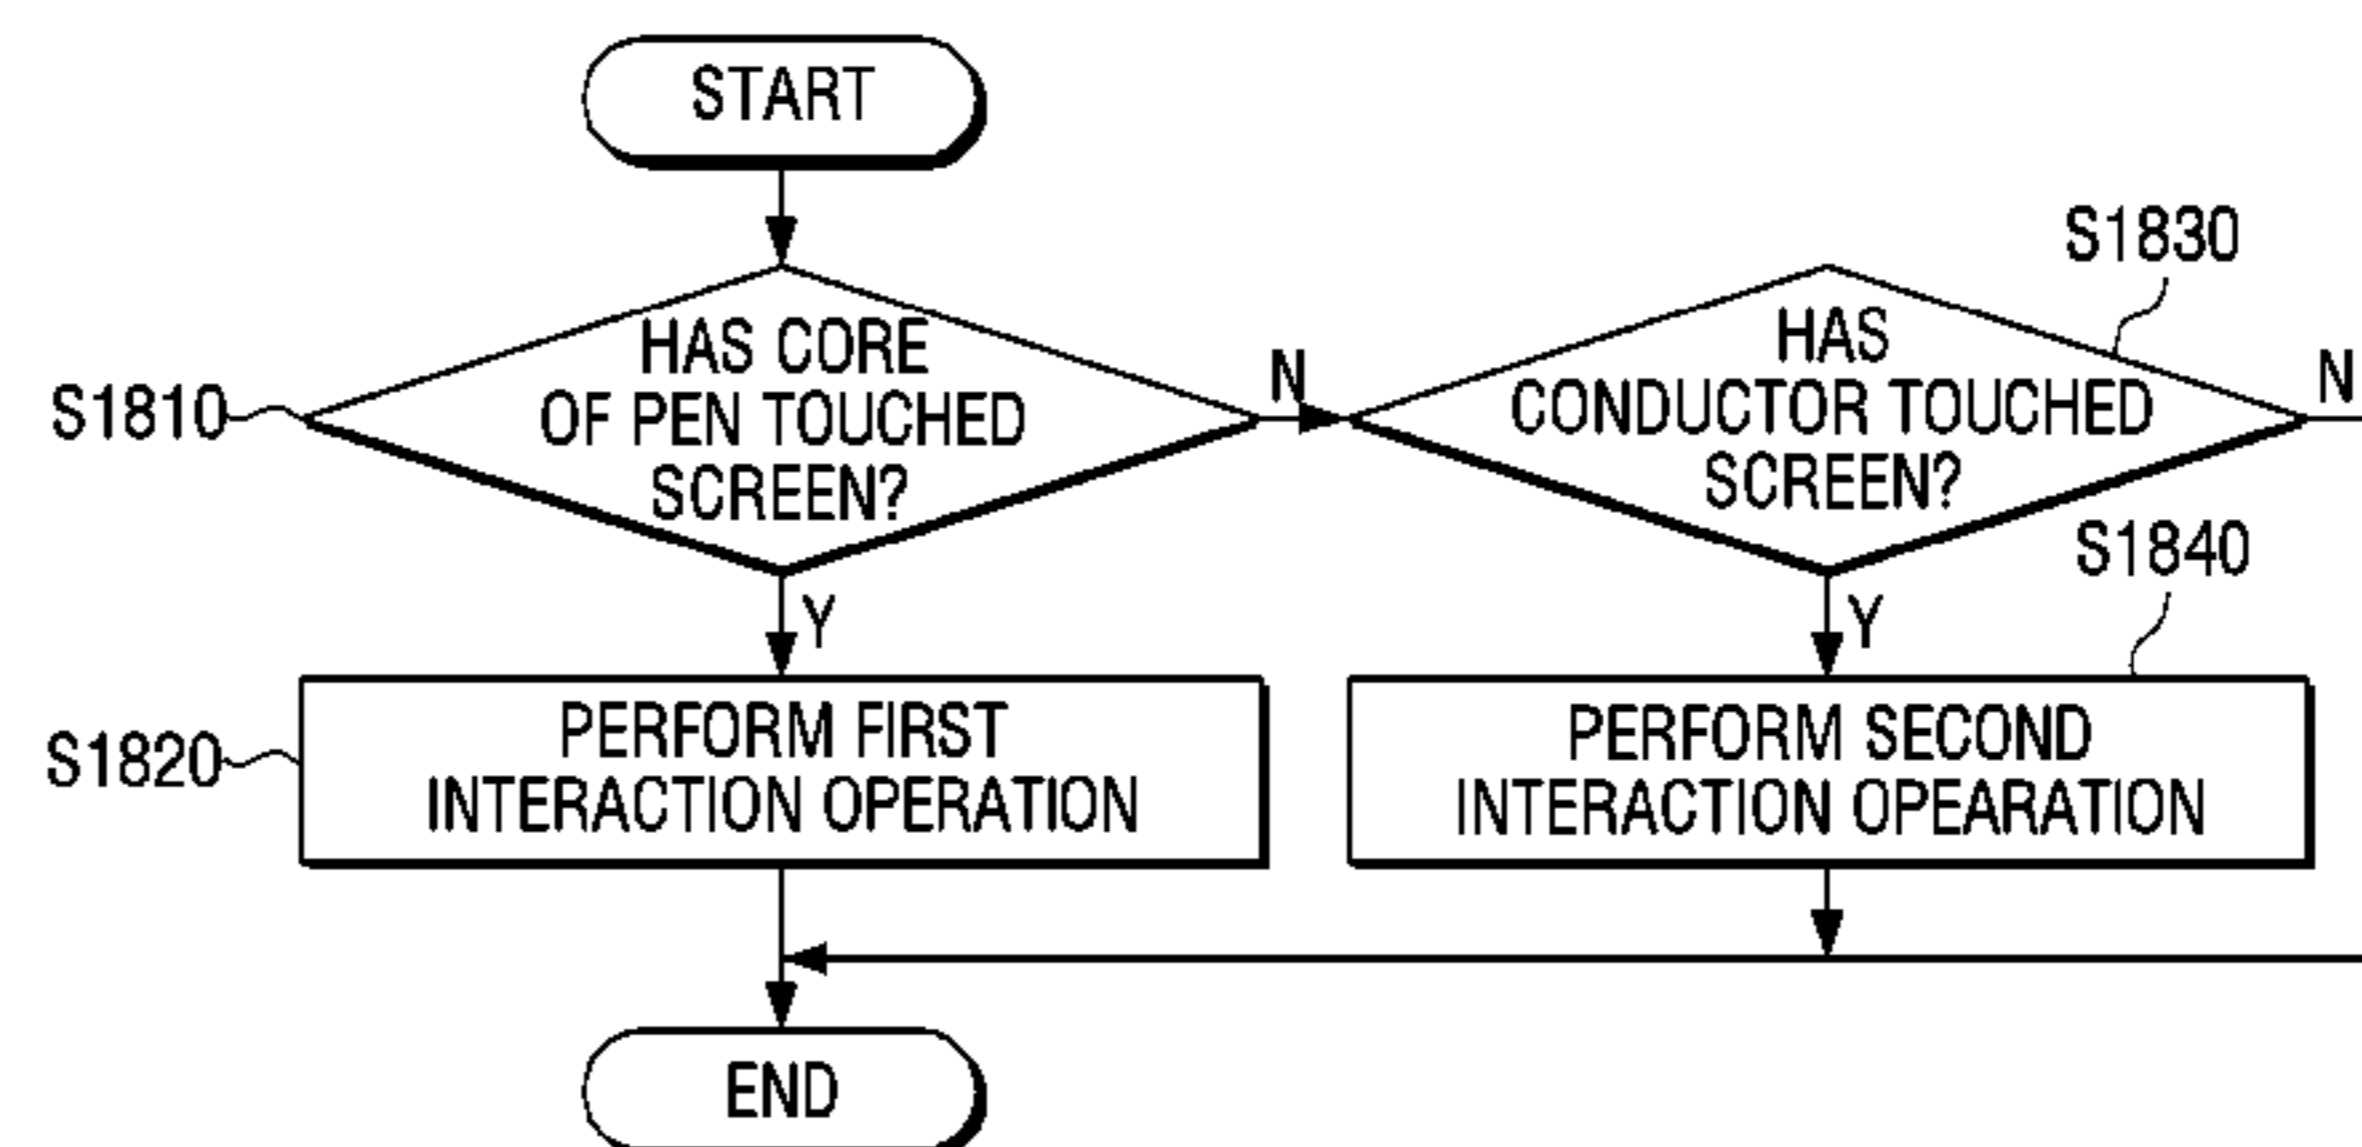 START
S1810
HAS CORE
OF PEN TOUCHED
SCREEN?
N
S1830
HAS
CONDUCTOR TOUCHED
SCREEN?
N
Y
S1820
PERFORM FIRST
INTERACTION OPERATION
Y
S1840
PERFORM SECOND
INTERACTION OPEARATION
END